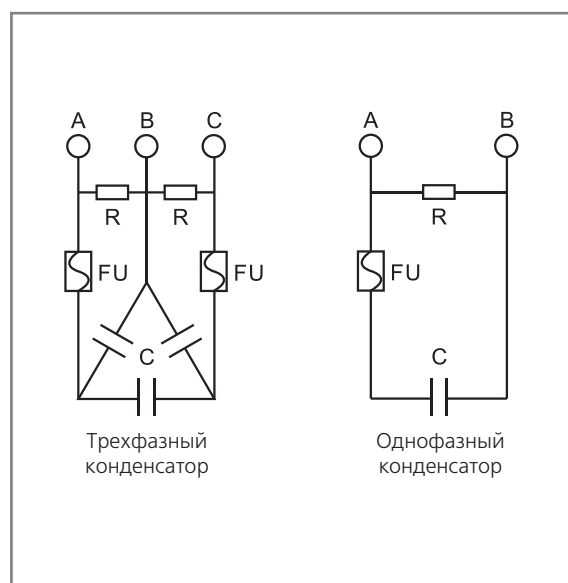 A B C
R R
FU FU
C
Трехфазный
конденсатор
A B
R
FU
C
Однофазный
конденсатор